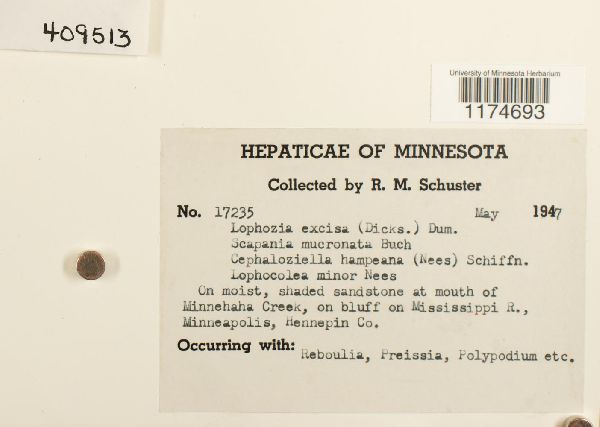 409513
University of Minnesota Herbarium
1174693
HEPATICAE OF MINNESOTA
Collected by R. M. Schuster
No. 17235 May 1947
Lophozia excisa (Dicks.) Dum.
Scapania mucronata Buch
Cephaloziella hampeana (Nees) Schiffn.
Lophocolea minor Nees
On moist, shaded sandstone at mouth of
Minnehaha Creek, on bluff on Mississippi R.,
Minneapolis, Hennepin Co.
Occurring with: Reboulia, Preissia, Polypodium etc.